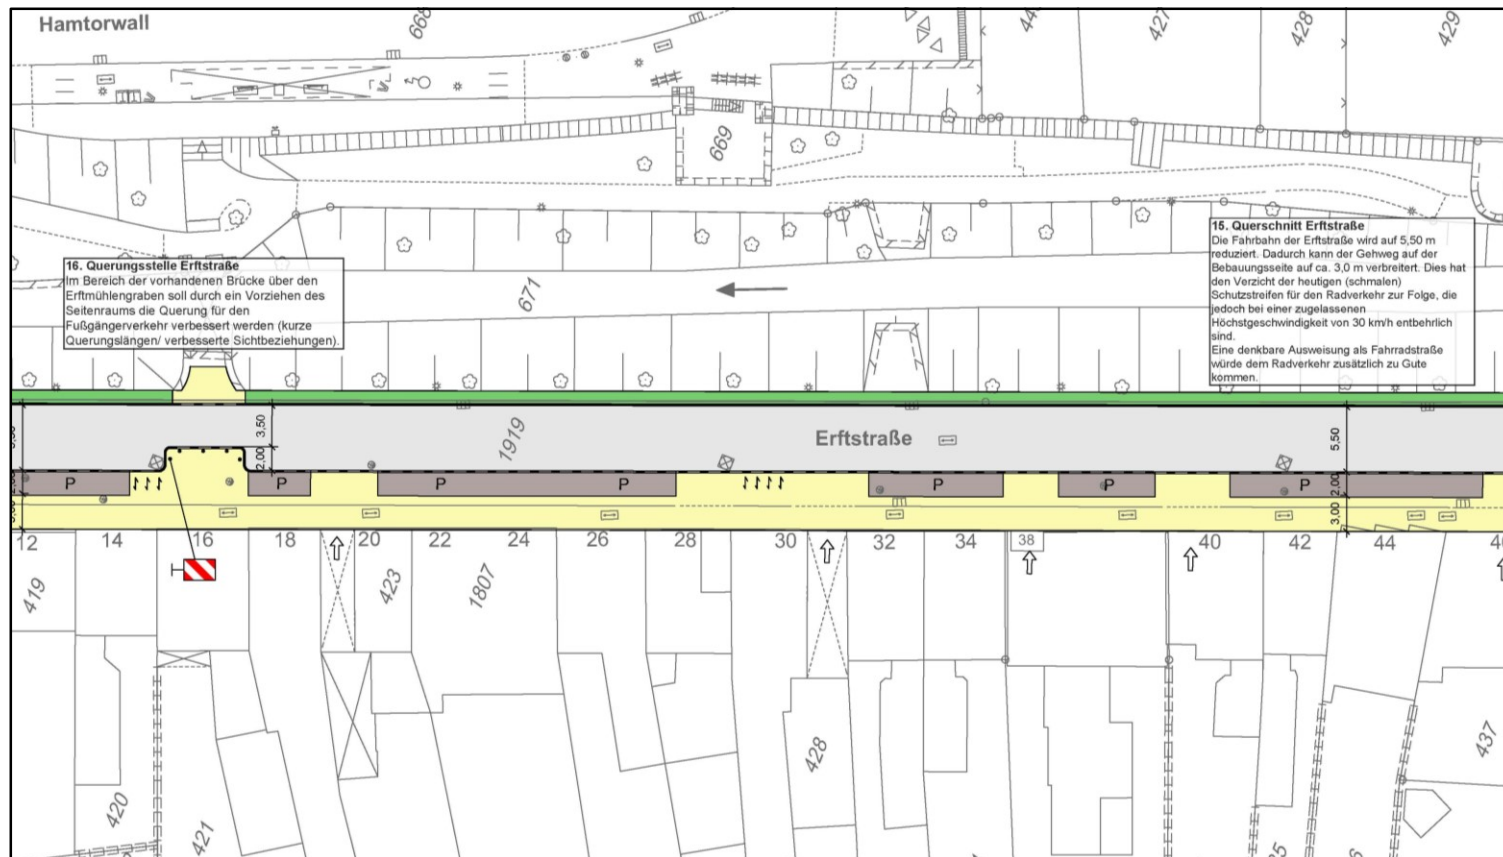 Hamtorwall
668
427
428
429
669
671
15. Querschnitt Erftstraße
Die Fahrbahn der Erftstraße wird auf 5,50 m
reduziert. Dadurch kann der Gehweg auf der
Bebauungsseite auf ca. 3,0 m verbreitert. Dies hat
den Verzicht der heutigen (schmalen)
Schutzstreifen für den Radverkehr zur Folge, die
jedoch bei einer zugelassenen
Höchstgeschwindigkeit von 30 km/h entbehrlich
sind.
Eine denkbare Ausweisung als Fahrradstraße
würde dem Radverkehr zusätzlich zu Gute
kommen.
16. Querungsstelle Erftstraße
Im Bereich der vorhandenen Brücke über den
Erftmühlengraben soll durch ein Vorziehen des
Seitenraums die Querung für den
Fußgängerverkehr verbessert werden (kurze
Querungslängen/ verbesserte Sichtbeziehungen).
3,50
2,00
1919
Erftstraße
5,50
2,00
3,00
P P P P P P P
12 14 16 18 20 22 24 26 28 30 32 34 38 40 42 44
419
423
1807
420
421
428
437